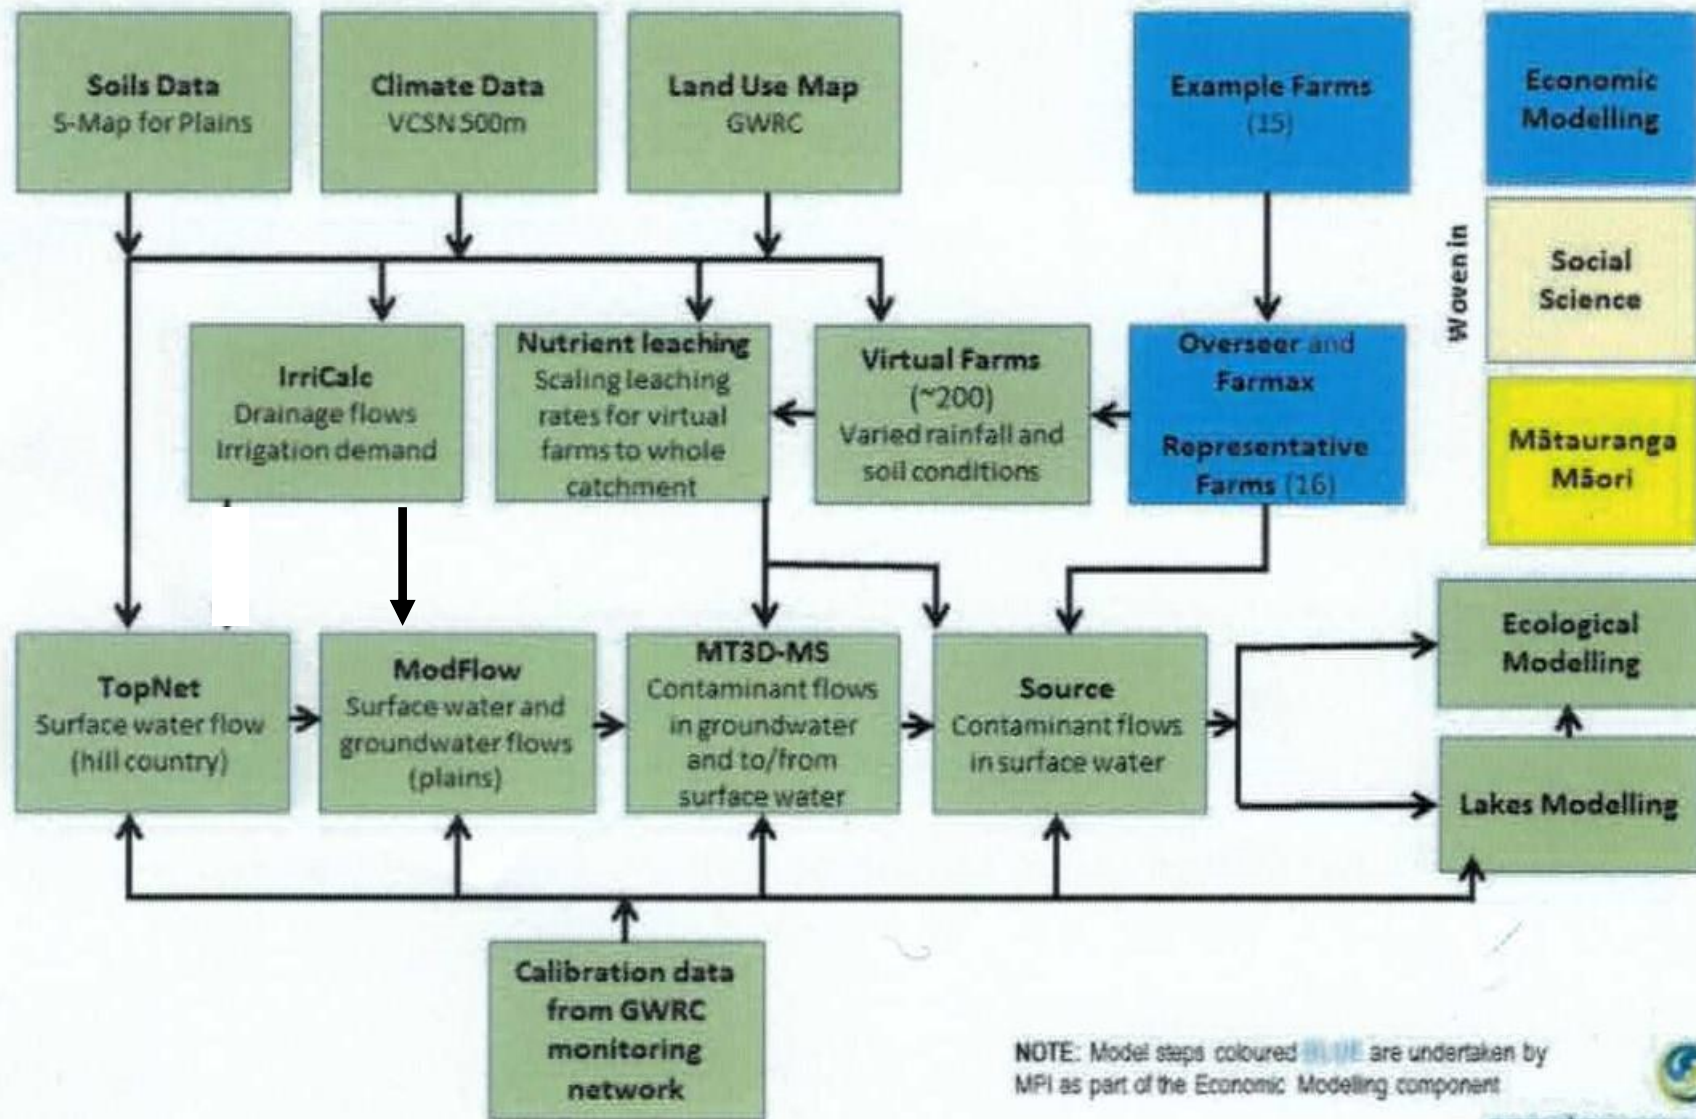 Soils Data
S-Map for Plains
Climate Data
VCSN 500m
Land Use Map
GWRC
Example Farms
(15)
Economic
Modelling
Woven in
Social
Science
Mātauranga
Māori
IrriCalc
Drainage flows
Irrigation demand
Nutrient leaching
Scaling leaching
rates for virtual
farms to whole
catchment
Virtual Farms
(~200)
Varied rainfall and
soil conditions
Overseer and
Farmax
Representative
Farms (16)
TopNet
Surface water flow
(hill country)
ModFlow
Surface water and
groundwater flows
(plains)
MT3D-MS
Contaminant flows
in groundwater
and to/from
surface water
Source
Contaminant flows
in surface water
Ecological
Modelling
Lakes Modelling
Calibration data
from GWRC
monitoring
network
NOTE: Model steps coloured BLUE are undertaken by
MPI as part of the Economic Modelling component